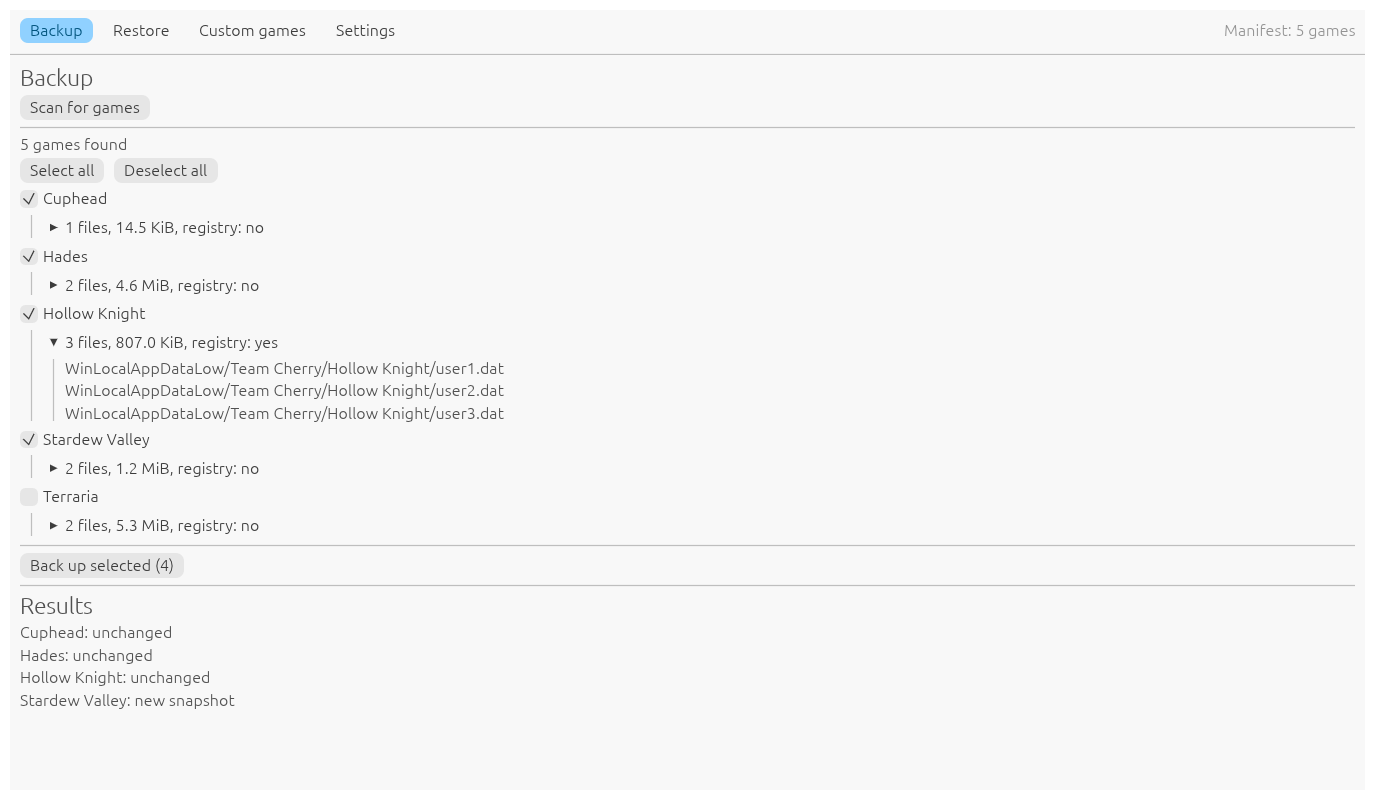 Backup Restore Custom games Settings Manifest: 5 games
Backup
Scan for games
5 games found
Select all Deselect all
Cuphead
1 files, 14.5 KiB, registry: no
Hades
2 files, 4.6 MiB, registry: no
Hollow Knight
3 files, 807.0 KiB, registry: yes
WinLocalAppDataLow/Team Cherry/Hollow Knight/user1.dat
WinLocalAppDataLow/Team Cherry/Hollow Knight/user2.dat
WinLocalAppDataLow/Team Cherry/Hollow Knight/user3.dat
Stardew Valley
2 files, 1.2 MiB, registry: no
Terraria
2 files, 5.3 MiB, registry: no
Back up selected (4)
Results
Cuphead: unchanged
Hades: unchanged
Hollow Knight: unchanged
Stardew Valley: new snapshot